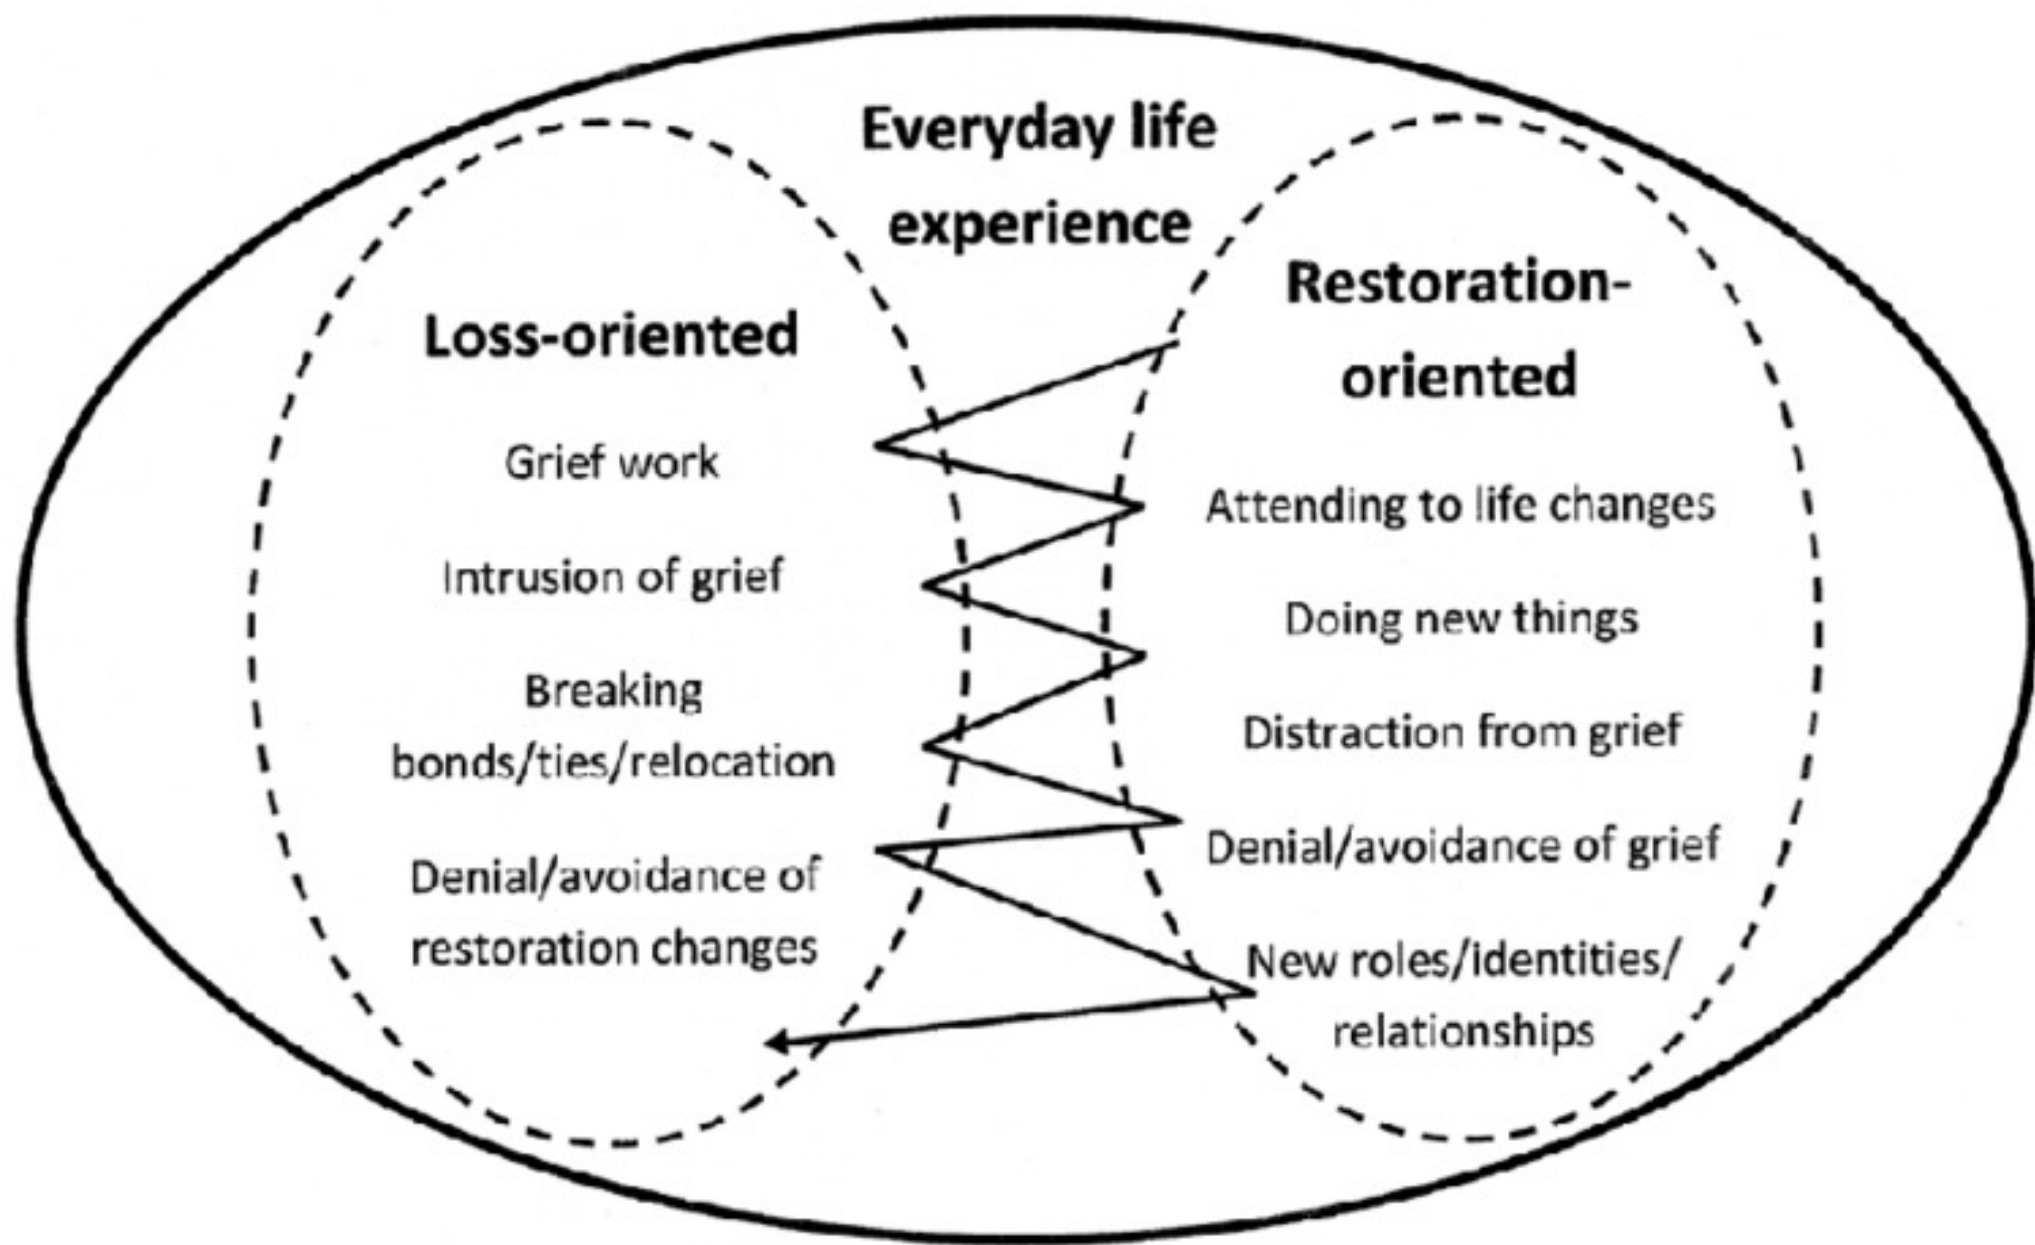 Everyday life
experience
Loss-oriented
Grief work
Intrusion of grief
Breaking
bonds/ties/relocation
Denial/avoidance of
restoration changes
Restoration-
oriented
Attending to life changes
Doing new things
Distraction from grief
Denial/avoidance of grief
New roles/identities/
relationships